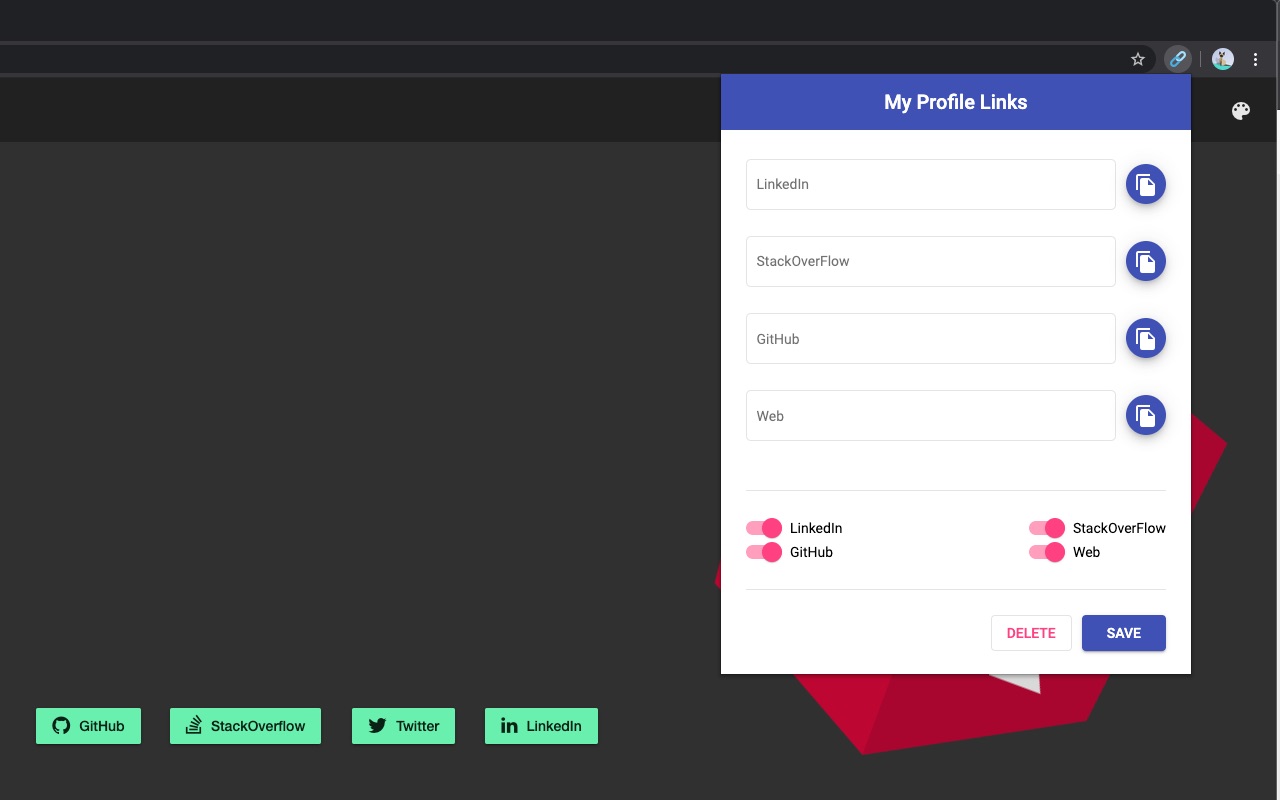 My Profile Links
LinkedIn
StackOverFlow
GitHub
Web
LinkedIn StackOverFlow
GitHub Web
DELETE SAVE
GitHub StackOverflow Twitter LinkedIn